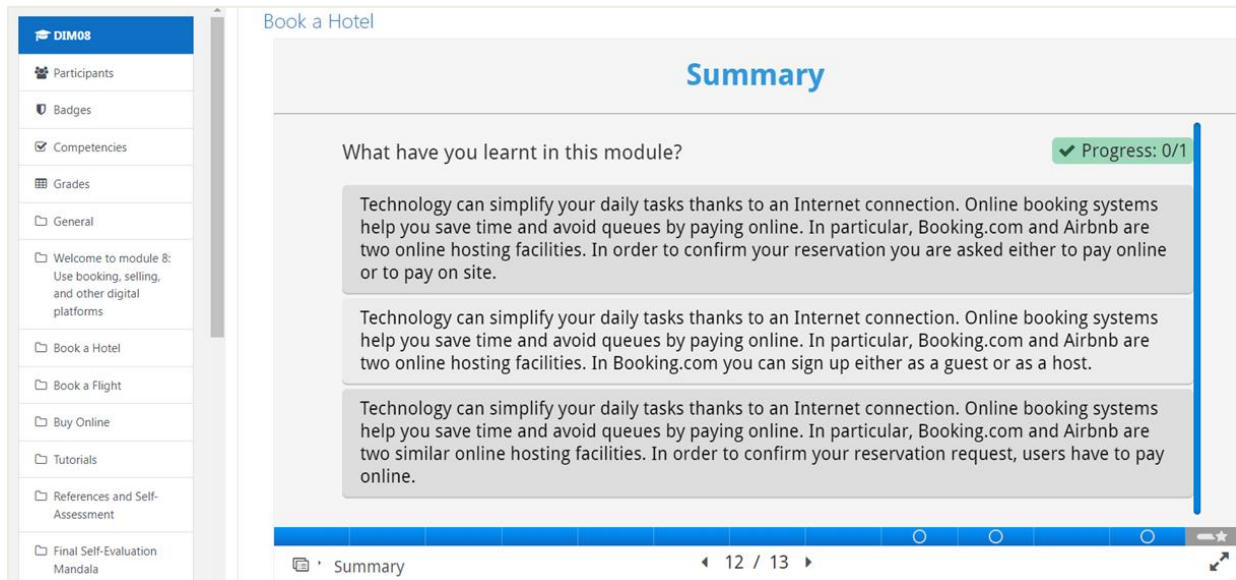 DIM08
Participants
Badges
Competencies
Grades
General
Welcome to module 8:
Use booking, selling,
and other digital
platforms
Book a Hotel
Book a Flight
Buy Online
Tutorials
References and Self-
Assessment
Final Self-Evaluation
Mandala
Book a Hotel
Summary
What have you learnt in this module?
Progress: 0/1
Technology can simplify your daily tasks thanks to an Internet connection. Online booking systems
help you save time and avoid queues by paying online. In particular, Booking.com and Airbnb are
two online hosting facilities. In order to confirm your reservation you are asked either to pay online
or to pay on site.
Technology can simplify your daily tasks thanks to an Internet connection. Online booking systems
help you save time and avoid queues by paying online. In particular, Booking.com and Airbnb are
two online hosting facilities. In Booking.com you can sign up either as a guest or as a host.
Technology can simplify your daily tasks thanks to an Internet connection. Online booking systems
help you save time and avoid queues by paying online. In particular, Booking.com and Airbnb are
two similar online hosting facilities. In order to confirm your reservation request, users have to pay
online.
Summary
12 / 13